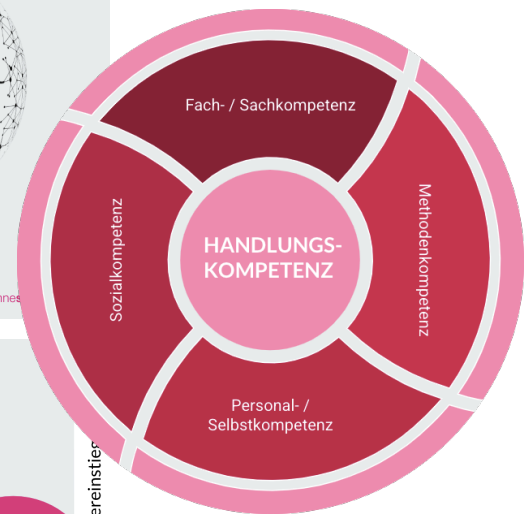 Fach- / Sachkompetenz
Methodenkompetenz
HANDLUNGS-
KOMPETENZ
Sozialkompetenz
Personal- /
Selbstkompetenz